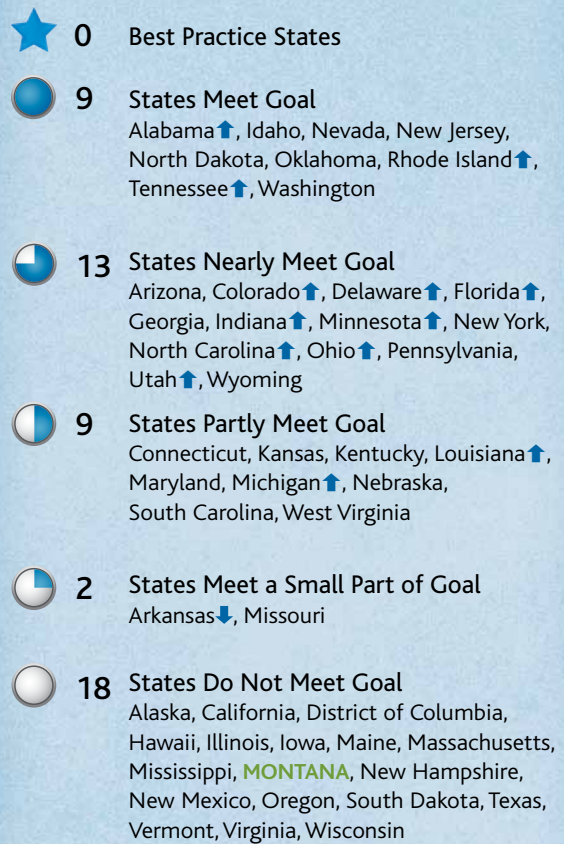 0 Best Practice States
9 States Meet Goal
Alabama⬆, Idaho, Nevada, New Jersey,
North Dakota, Oklahoma, Rhode Island⬆,
Tennessee⬆, Washington
13 States Nearly Meet Goal
Arizona, Colorado⬆, Delaware⬆, Florida⬆,
Georgia, Indiana⬆, Minnesota⬆, New York,
North Carolina⬆, Ohio⬆, Pennsylvania,
Utah⬆, Wyoming
9 States Partly Meet Goal
Connecticut, Kansas, Kentucky, Louisiana⬆,
Maryland, Michigan⬆, Nebraska,
South Carolina, West Virginia
2 States Meet a Small Part of Goal
Arkansas⬇, Missouri
18 States Do Not Meet Goal
Alaska, California, District of Columbia,
Hawaii, Illinois, Iowa, Maine, Massachusetts,
Mississippi, MONTANA, New Hampshire,
New Mexico, Oregon, South Dakota, Texas,
Vermont, Virginia, Wisconsin